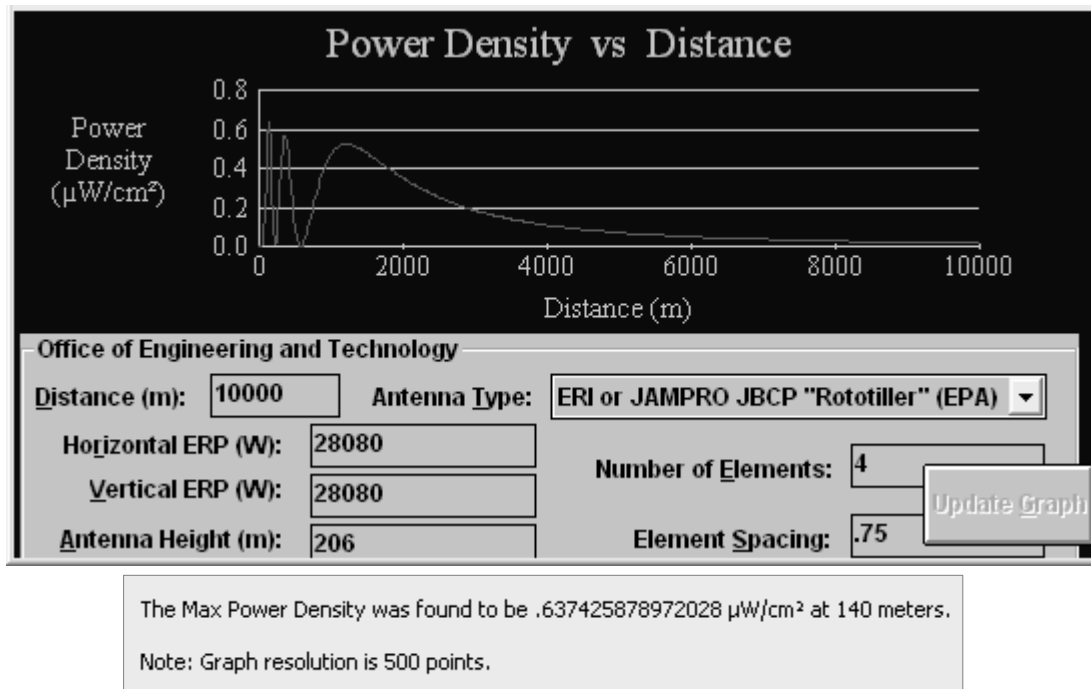 Power Density vs Distance
Power
Density
(µW/cm²)
0.8
0.6
0.4
0.2
0.0
0 2000 4000 6000 8000 10000
Distance (m)
Office of Engineering and Technology
Distance (m): 10000 Antenna Type: ERI or JAMPRO JBCP "Rototiller" (EPA)
Horizontal ERP (W): 28080
Number of Elements: 4
Vertical ERP (W): 28080
Update Graph
Antenna Height (m): 206 Element Spacing: .75
The Max Power Density was found to be .637425878972028 µW/cm² at 140 meters.
Note: Graph resolution is 500 points.